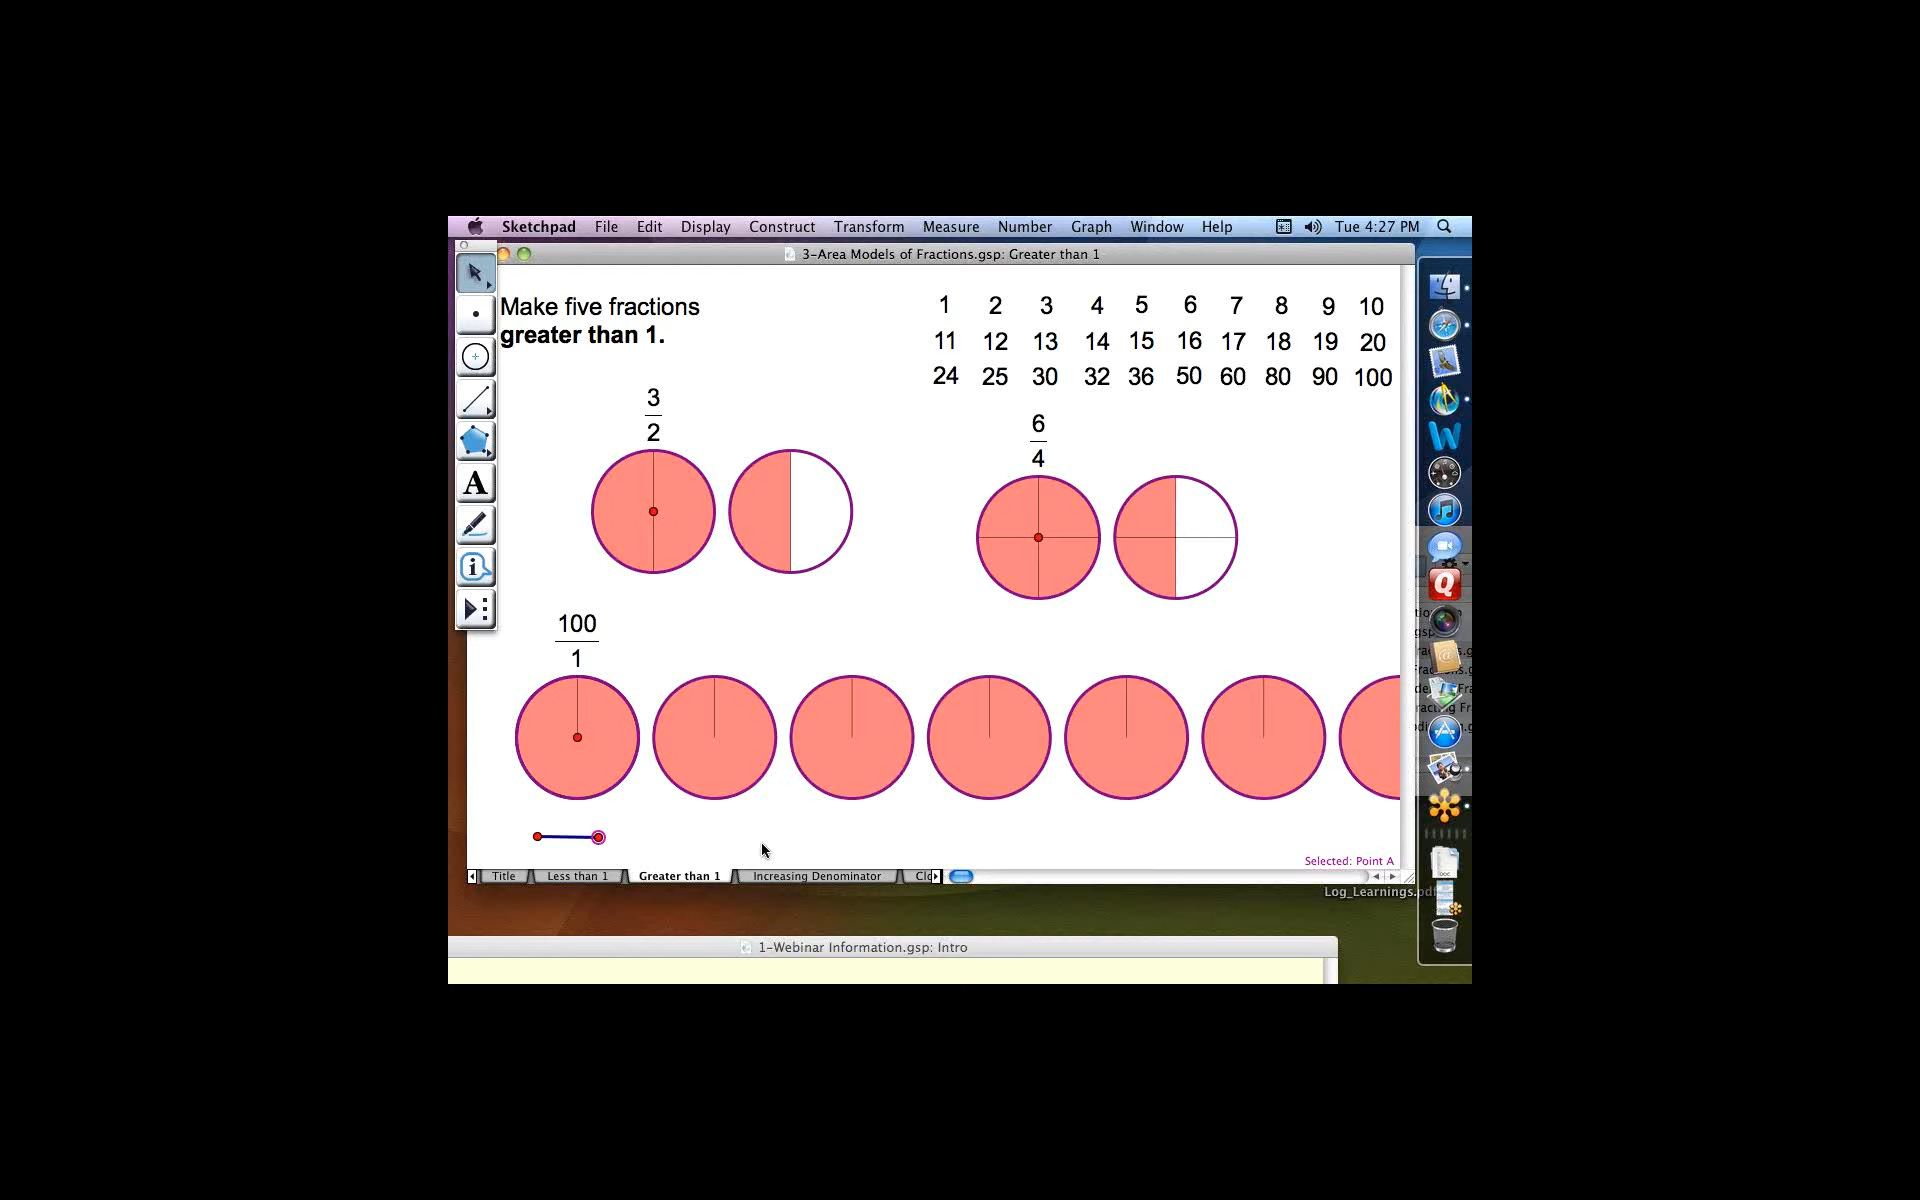 Sketchpad File Edit Display Construct Transform Measure Number Graph Window Help Tue 4:27 PM
3-Area Models of Fractions.gsp: Greater than 1
Make five fractions
greater than 1.
1 2 3 4 5 6 7 8 9 10
11 12 13 14 15 16 17 18 19 20
24 25 30 32 36 50 60 80 90 100
3
2
6
4
100
1
A
Selected: Point A
Title Less than 1 Greater than 1 Increasing Denominator Clo
Log_Learnings.pdf
1-Webinar Information.gsp: Intro